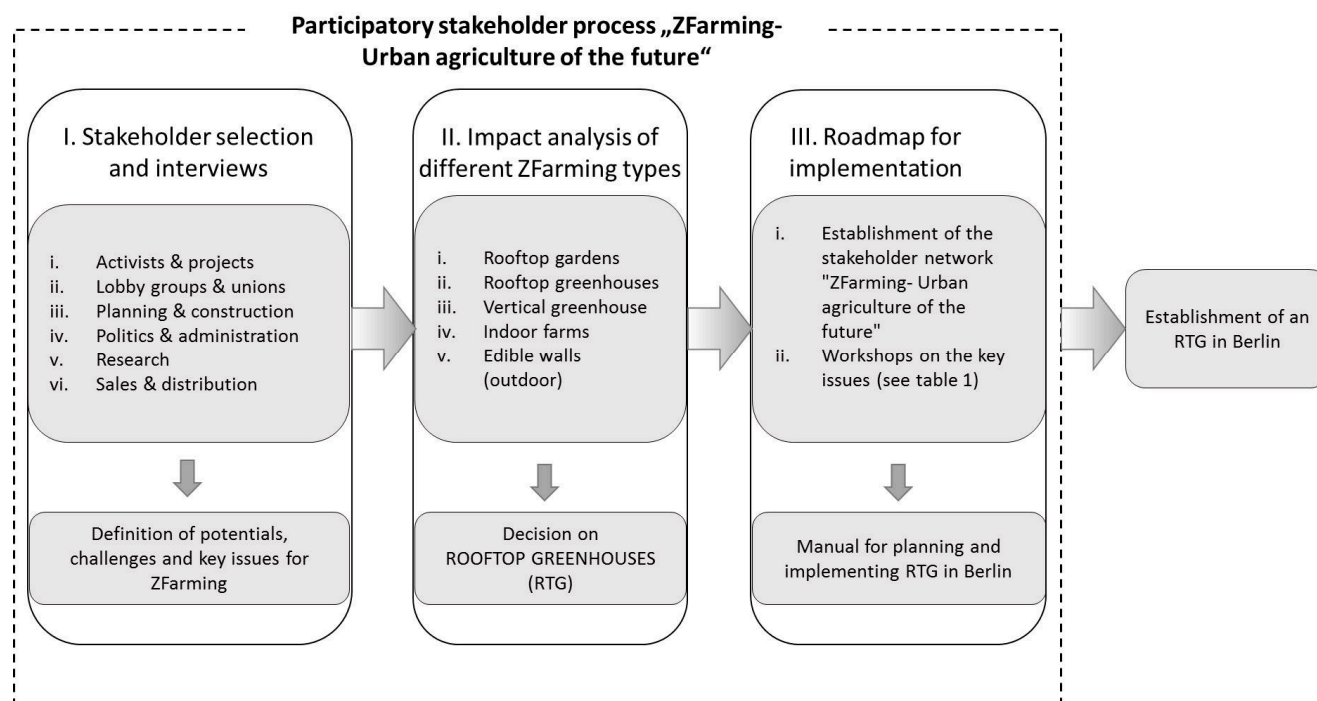 Participatory stakeholder process „ZFarming-
Urban agriculture of the future“
I. Stakeholder selection
and interviews
i. Activists & projects
ii. Lobby groups & unions
iii. Planning & construction
iv. Politics & administration
v. Research
vi. Sales & distribution
Definition of potentials,
challenges and key issues for
ZFarming
II. Impact analysis of
different ZFarming types
i. Rooftop gardens
ii. Rooftop greenhouses
iii. Vertical greenhouse
iv. Indoor farms
v. Edible walls
(outdoor)
Decision on
ROOFTOP GREENHOUSES
(RTG)
III. Roadmap for
implementation
i. Establishment of the
stakeholder network
"ZFarming- Urban
agriculture of the
future"
ii. Workshops on the key
issues (see table 1)
Manual for planning and
implementing RTG in Berlin
Establishment of an
RTG in Berlin